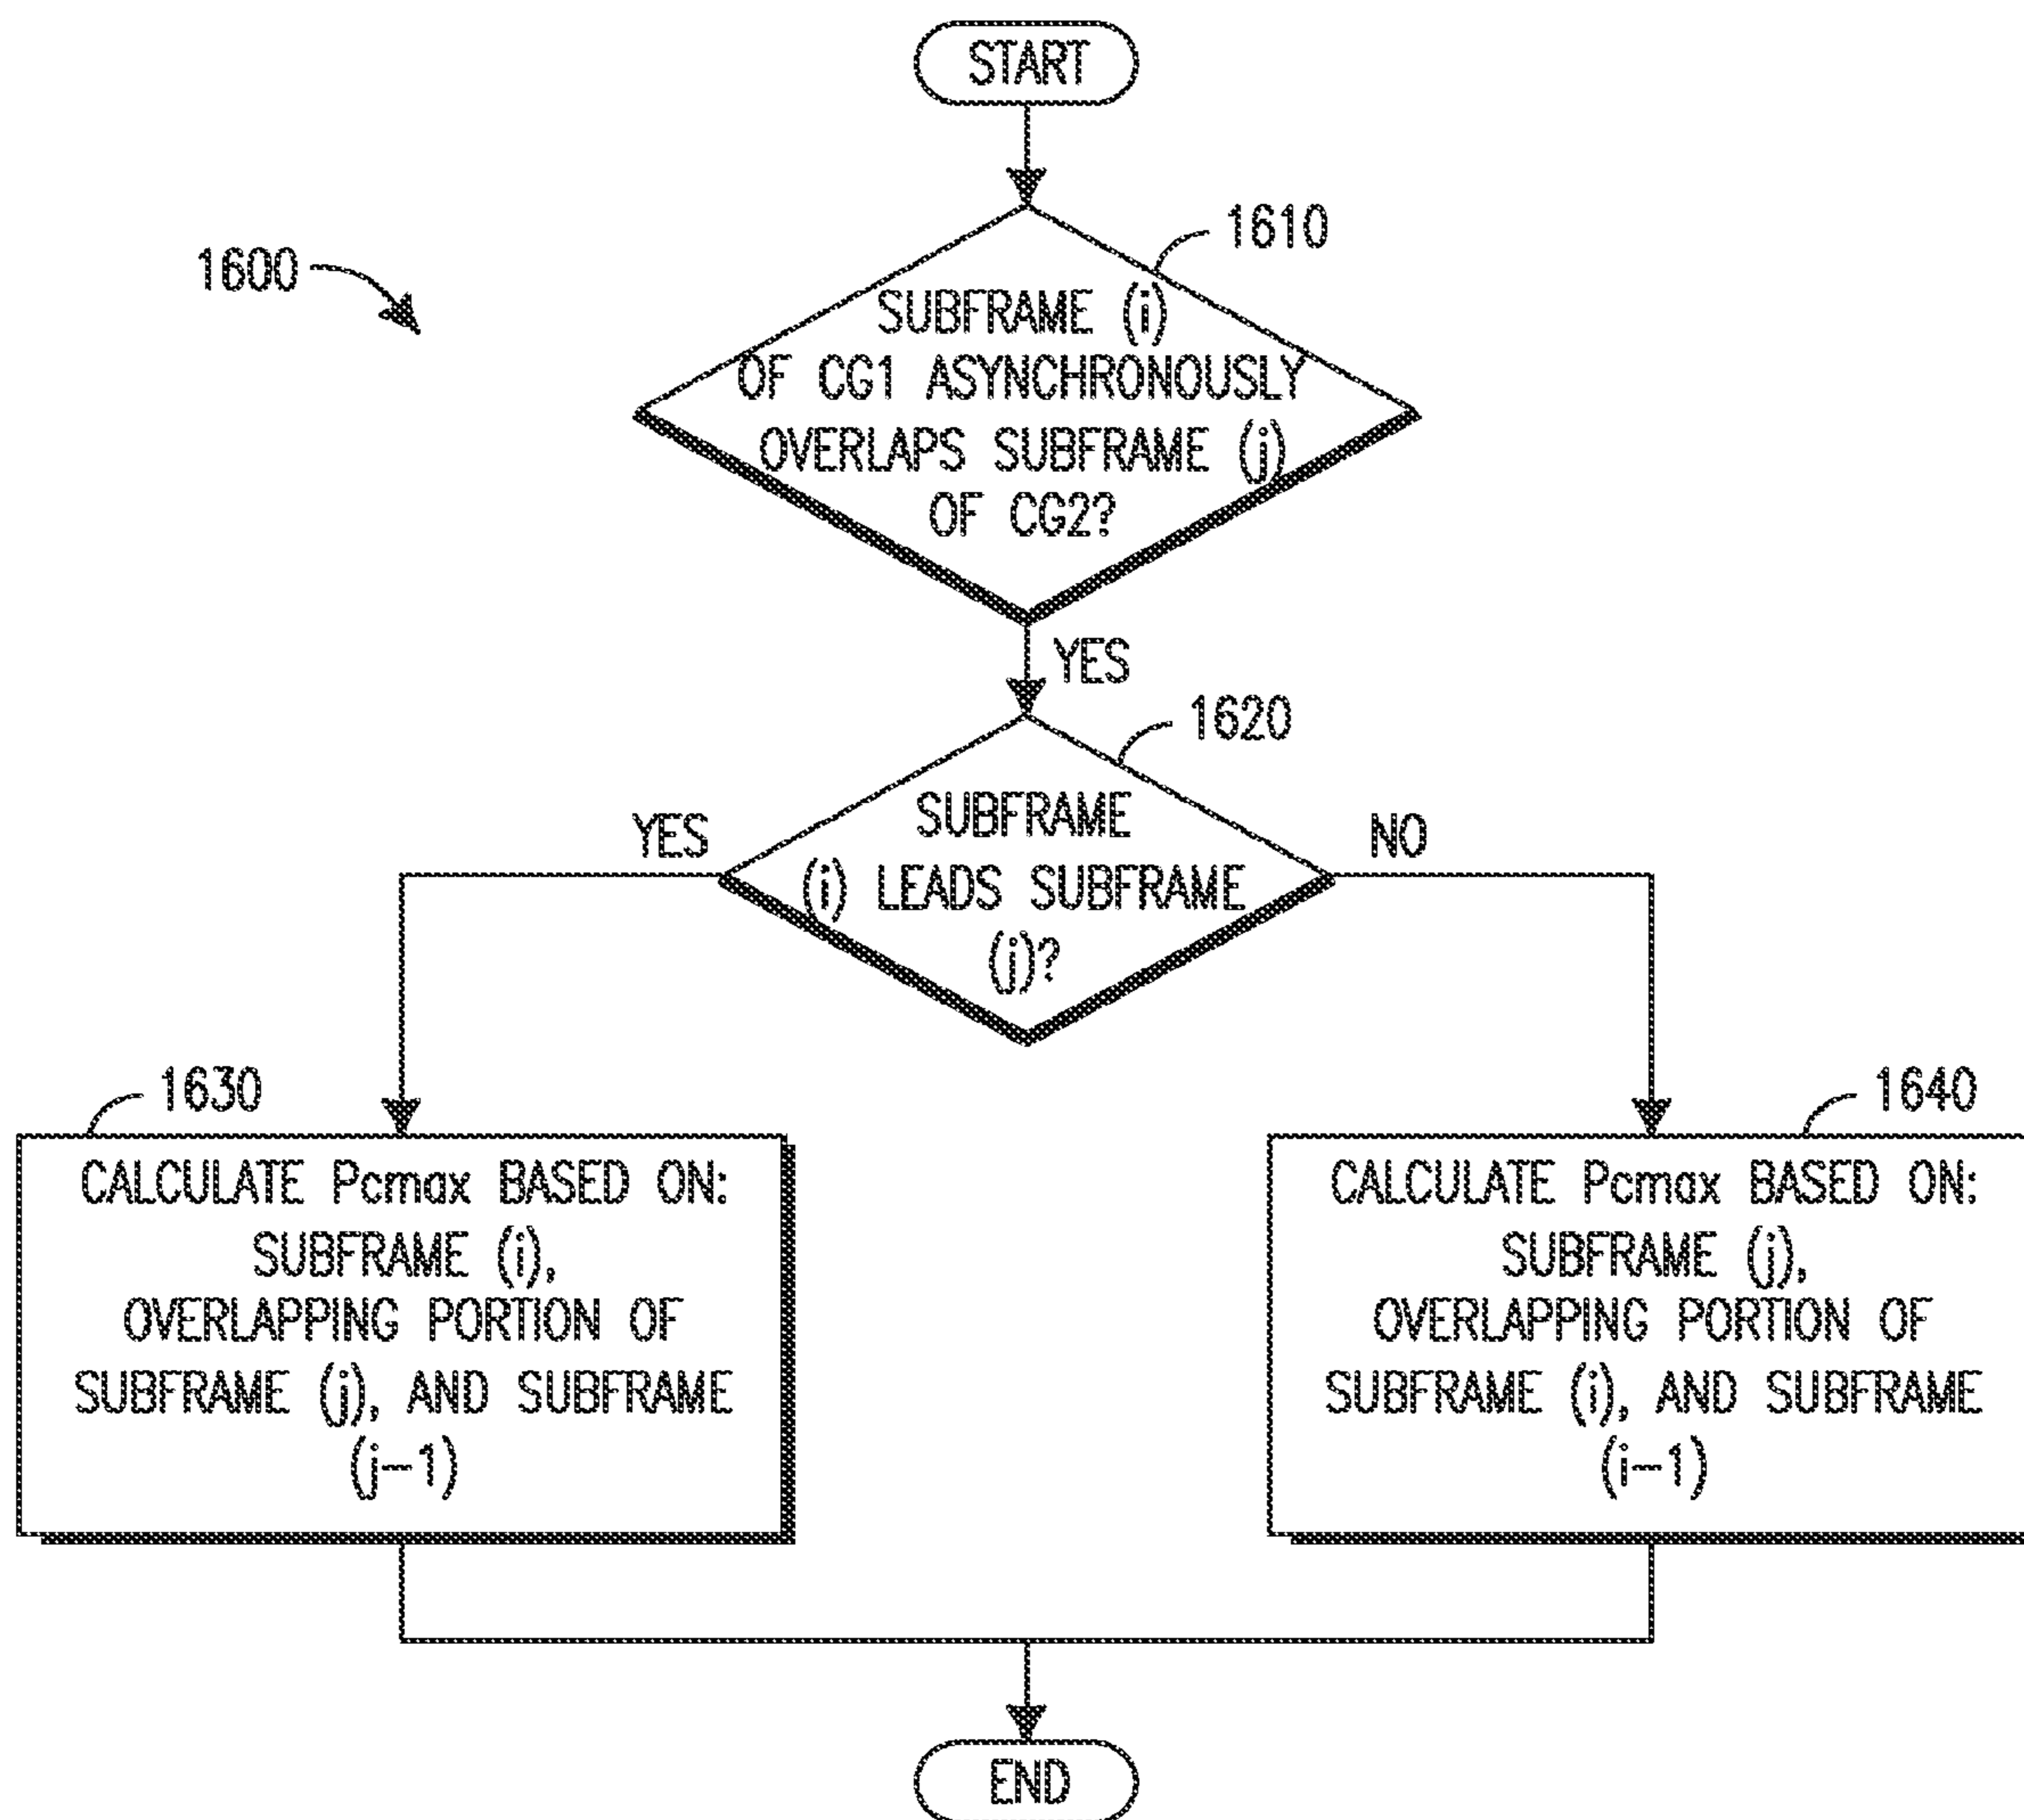 START
1600
1610
SUBFRAME (i)
OF CG1 ASYNCHRONOUSLY
OVERLAPS SUBFRAME (j)
OF CG2?
YES
1620
SUBFRAME
(i) LEADS SUBFRAME
(j)?
YES
NO
1630
CALCULATE Pcmax BASED ON:
SUBFRAME (i),
OVERLAPPING PORTION OF
SUBFRAME (j), AND SUBFRAME
(j-1)
1640
CALCULATE Pcmax BASED ON:
SUBFRAME (j),
OVERLAPPING PORTION OF
SUBFRAME (i), AND SUBFRAME
(i-1)
END